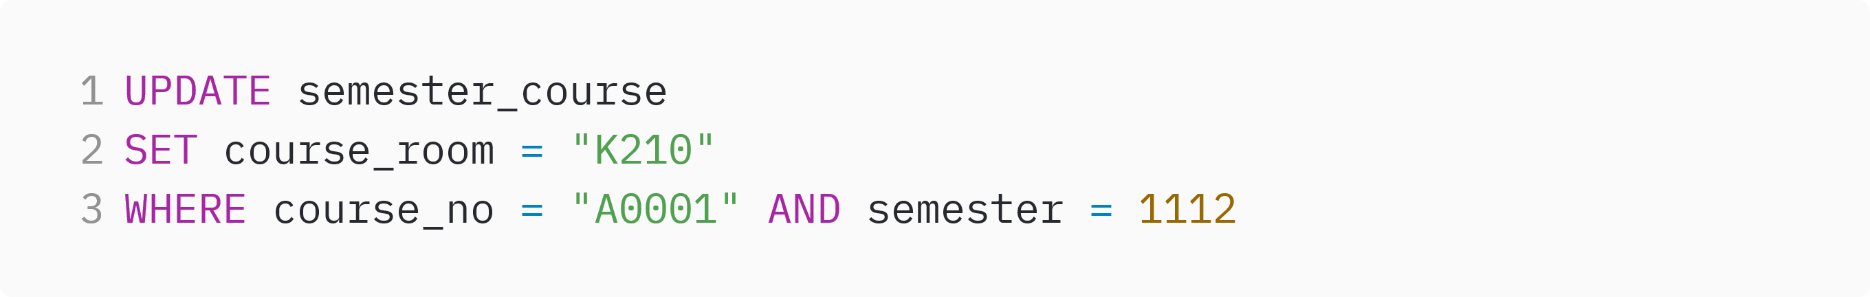 1 UPDATE semester_course
2 SET course_room = "K210"
3 WHERE course_no = "A0001" AND semester = 1112